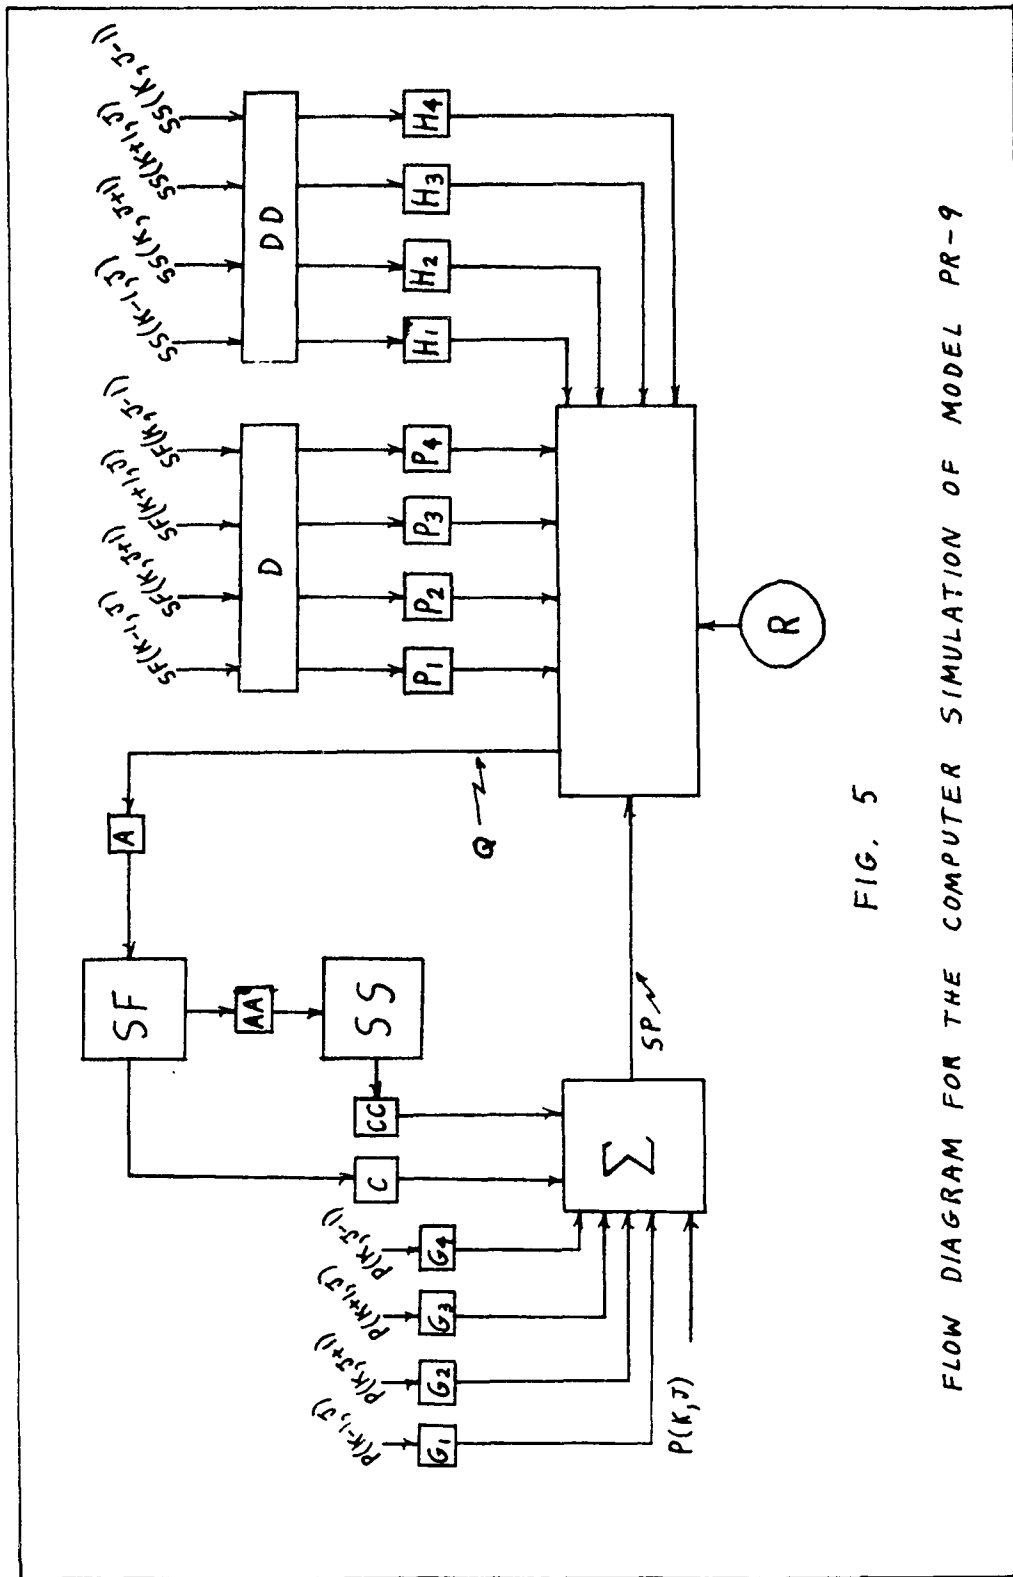 SF(K-1,J)
SF(K,J+1)
SF(K+1,J)
SF(K,J-1)
SS(K-1,J)
SS(K,J+1)
SS(K+1,J)
SS(K,J-1)
A
SF
D
DD
AA
SS
P(K-1,J)
P(K,J+1)
P(K+1,J)
P(K,J-1)
C
CC
P1
P2
P3
P4
H1
H2
H3
H4
G1
G2
G3
G4
Q
Σ
SP
P(K,J)
R
FIG. 5
FLOW DIAGRAM FOR THE COMPUTER SIMULATION OF MODEL PR-9